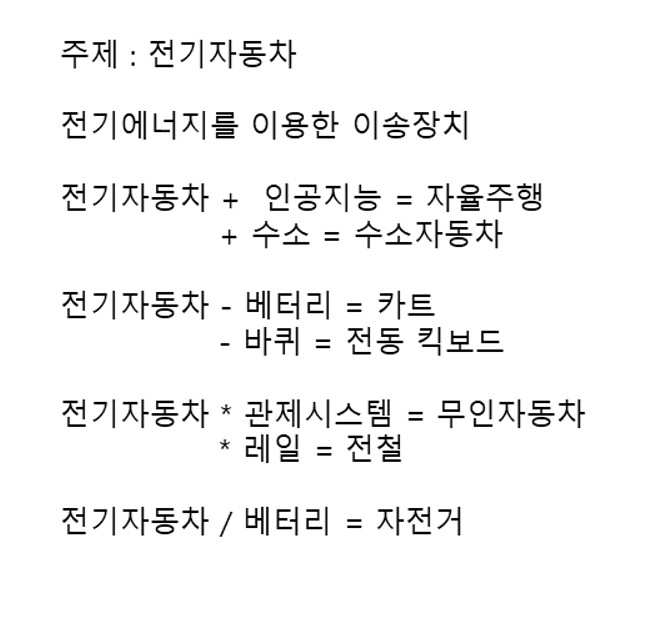 주제 : 전기자동차
전기에너지를 이용한 이송장치
전기자동차 + 인공지능 = 자율주행
+ 수소 = 수소자동차
전기자동차 - 베터리 = 카트
- 바퀴 = 전동 킥보드
전기자동차 * 관제시스템 = 무인자동차
* 레일 = 전철
전기자동차 / 베터리 = 자전거